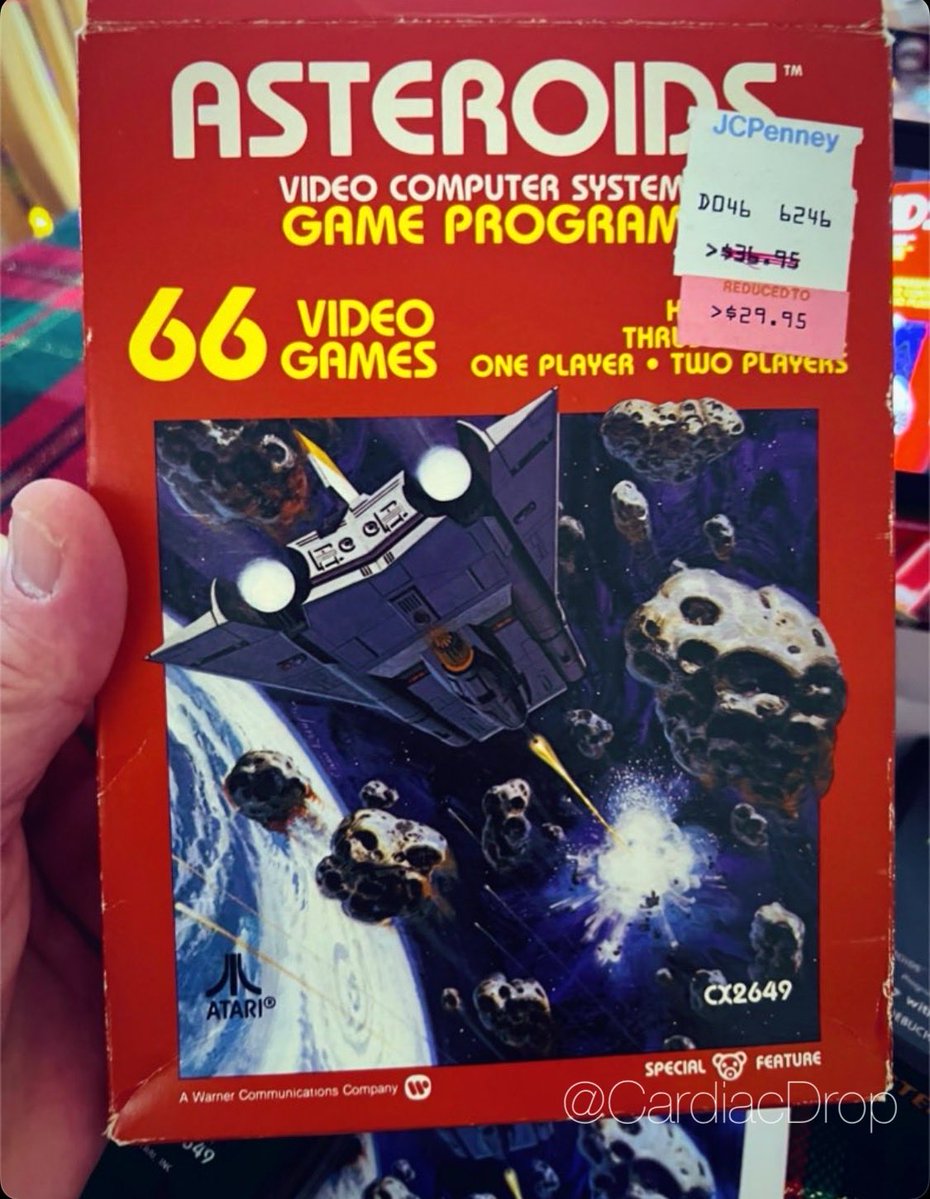 ASTEROIDS™
JCPenney
VIDEO COMPUTER SYSTEM
D046 6246
GAME PROGRAM
>$36.95
REDUCED TO
>$29.95
66 VIDEO
GAMES
ONE PLAYER • TWO PLAYERS
ATARI®
CX2649
SPECIAL FEATURE
A Warner Communications Company
@CardiacDrop